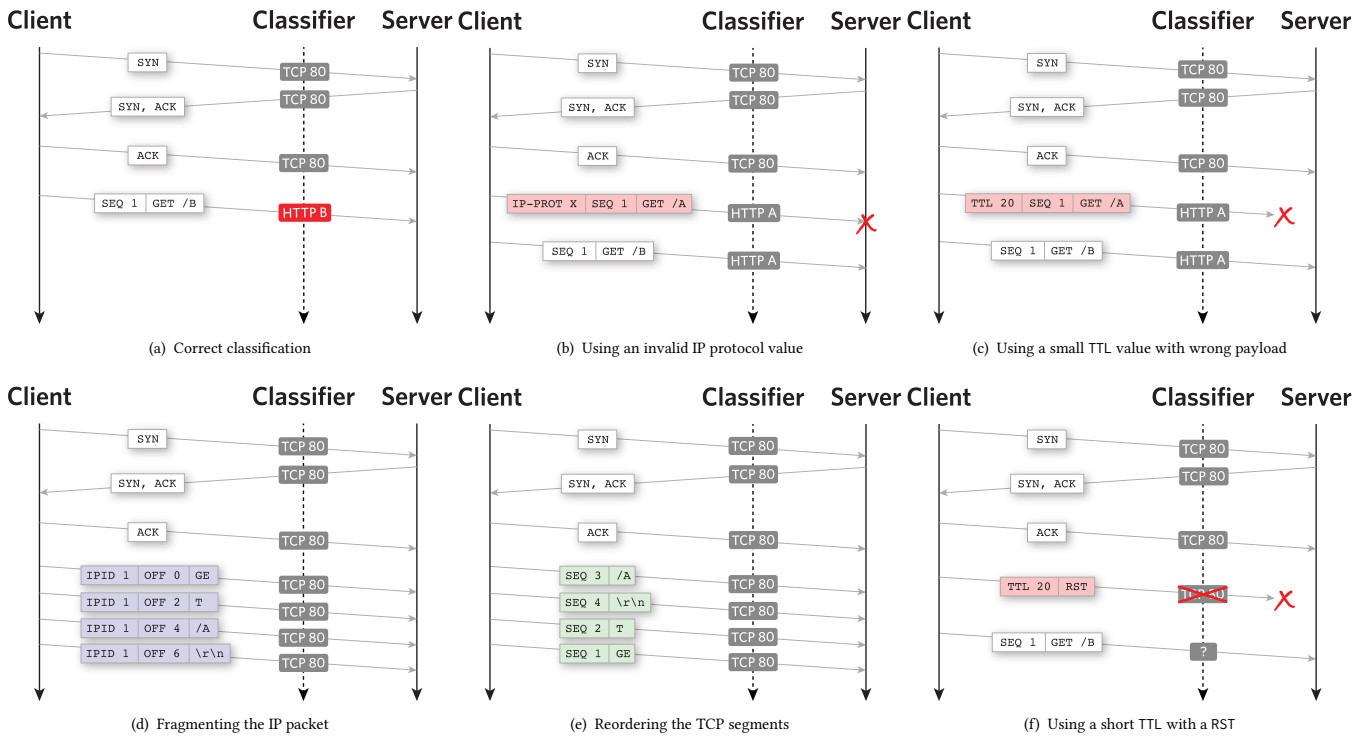 Client Classifier Server
SYN
TCP 80
TCP 80
SYN, ACK
ACK
TCP 80
SEQ 1 GET /B
HTTP B
(a) Correct classification
Client Classifier Server
SYN
TCP 80
TCP 80
SYN, ACK
ACK
TCP 80
IP-PROT X SEQ 1 GET /A
HTTP A
SEQ 1 GET /B
HTTP A
(b) Using an invalid IP protocol value
Client Classifier Server
SYN
TCP 80
TCP 80
SYN, ACK
ACK
TCP 80
TTL 20 SEQ 1 GET /A
HTTP A
SEQ 1 GET /B
HTTP A
(c) Using a small TTL value with wrong payload
Client Classifier Server
SYN
TCP 80
TCP 80
SYN, ACK
ACK
TCP 80
IPID 1 OFF 0 GE
TCP 80
IPID 1 OFF 2 T
TCP 80
IPID 1 OFF 4 /A
TCP 80
IPID 1 OFF 6 \r\n
TCP 80
(d) Fragmenting the IP packet
Client Classifier Server
SYN
TCP 80
TCP 80
SYN, ACK
ACK
TCP 80
SEQ 3 /A
TCP 80
SEQ 4 \r\n
TCP 80
SEQ 2 T
TCP 80
SEQ 1 GE
TCP 80
(e) Reordering the TCP segments
Client Classifier Server
SYN
TCP 80
TCP 80
SYN, ACK
ACK
TCP 80
TTL 20 RST
TCP 80
SEQ 1 GET /B
?
(f) Using a short TTL with a RST